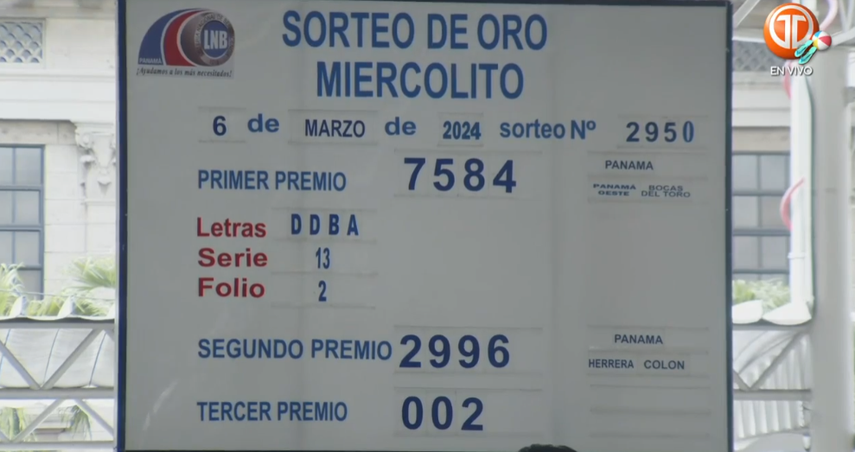 SORTEO DE ORO
MIERCOLITO
LNB
PANAMA
¡Ayudamos a los más necesitados!
EN VIVO
6 de MARZO de 2024 sorteo Nº 2950
PRIMER PREMIO 7584 PANAMA
PANAMA OESTE BOCAS DEL TORO
Letras DDBA
Serie 13
Folio 2
SEGUNDO PREMIO 2996 PANAMA
HERRERA COLON
TERCER PREMIO 002